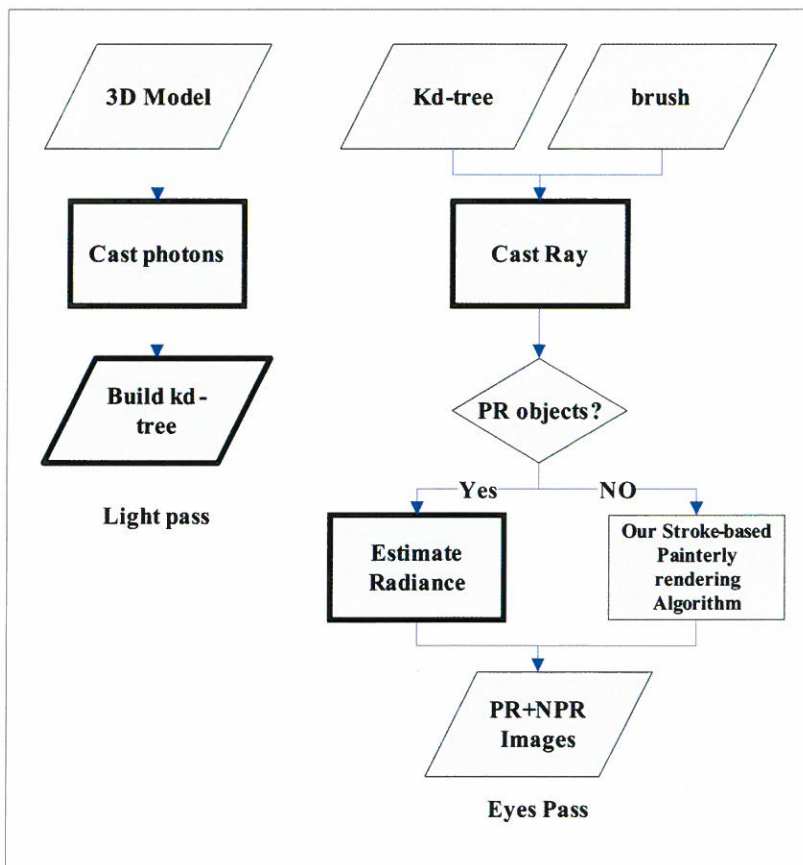 3D Model
Cast photons
Build kd-
tree
Light pass
Kd-tree
brush
Cast Ray
PR objects?
Yes
NO
Estimate
Radiance
Our Stroke-based
Painterly
rendering
Algorithm
PR+NPR
Images
Eyes Pass